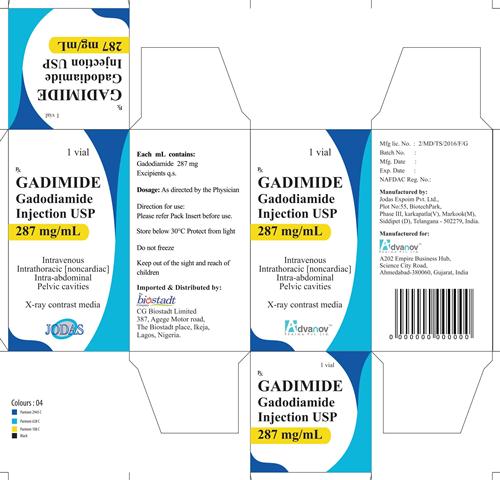 1 vial
Rx
GADIMIDE
Gadodiamide
Injection USP
287 mg/mL
1 vial
Rx
GADIMIDE
Gadodiamide
Injection USP
287 mg/mL
Intravenous
Intrathoracic [noncardiac]
Intra-abdominal
Pelvic cavities
X-ray contrast media
JODAS
Each mL contains:
Gadodiamide 287 mg
Excipients q.s.
Dosage: As directed by the Physician
Direction for use:
Please refer Pack Insert before use.
Store below 30°C Protect from light
Do not freeze
Keep out of the sight and reach of
children
Imported & Distributed by:
biostadt
CG Biostadt Limited
387, Agege Motor road,
The Biostadt place, Ikeja,
Lagos, Nigeria.
1 vial
Rx
GADIMIDE
Gadodiamide
Injection USP
287 mg/mL
Intravenous
Intrathoracic [noncardiac]
Intra-abdominal
Pelvic cavities
X-ray contrast media
Advanov
Mfg lic. No. : 2/MD/TS/2016/F/G
Batch No. :
Mfg. Date :
Exp. Date :
NAFDAC Reg. No.:
Manufactured by:
Jodas Expoim Pvt. Ltd.,
Plot No:55, BiotechPark,
Phase III, karkapatla(V), Markook(M),
Siddipet (D), Telangana - 502279, India.
Manufactured for:
Advanov
A202 Empire Business Hub,
Science City Road,
Ahmedabad-380060, Gujarat, India
0 000000 000000
1 vial
Rx
GADIMIDE
Gadodiamide
Injection USP
287 mg/mL
Colours : 04
Pantone 2945 C
Pantone 639 C
Pantone 108 C
Black